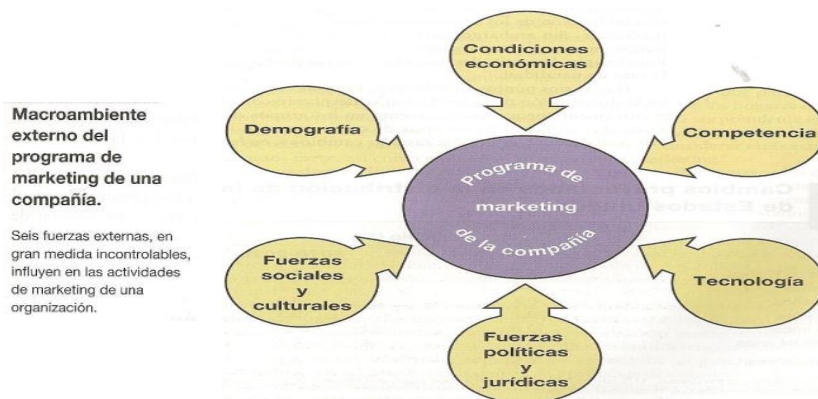 Macroambiente
externo del
programa de
marketing de una
compañía.
Seis fuerzas externas, en
gran medida incontrolables,
influyen en las actividades
de marketing de una
organización.
Condiciones
económicas
Demografía
Competencia
Programa de
marketing
de la compañía
Fuerzas
sociales
y
culturales
Tecnología
Fuerzas
políticas
y
jurídicas